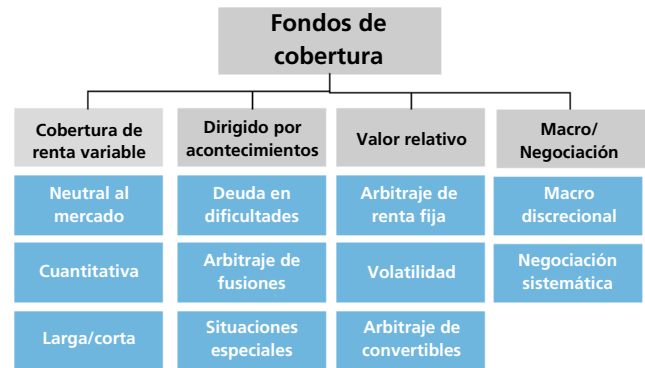 Fondos de
cobertura
Cobertura de
renta variable
Dirigido por
acontecimientos
Valor relativo
Macro/
Negociación
Neutral al
mercado
Deuda en
dificultades
Arbitraje de
renta fija
Macro
discrecional
Cuantitativa
Arbitraje de
fusiones
Volatilidad
Negociación
sistemática
Larga/corta
Situaciones
especiales
Arbitraje de
convertibles